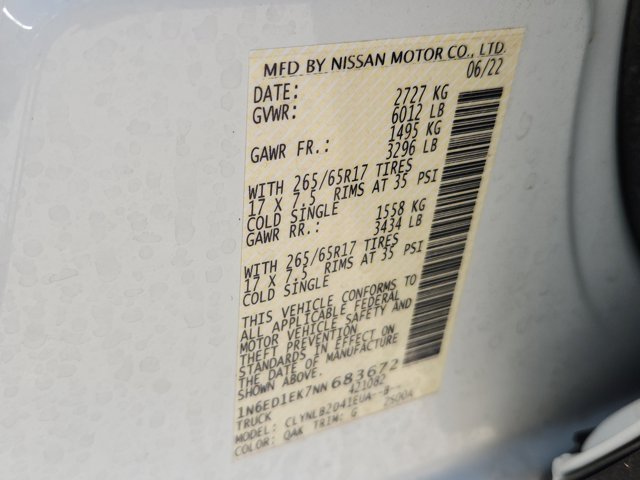 MFD BY NISSAN MOTOR CO., LTD.
DATE: 06/22
GVWR: 2727 KG
6012 LB
GAWR FR.: 1495 KG
3296 LB
WITH 265/65R17 TIRES
17 X 7.5 RIMS AT 35 PSI
COLD SINGLE
GAWR RR.: 1558 KG
3434 LB
WITH 265/65R17 TIRES
17 X 7.5 RIMS AT 35 PSI
COLD SINGLE
THIS VEHICLE CONFORMS TO
ALL APPLICABLE FEDERAL
MOTOR VEHICLE SAFETY AND
THEFT PREVENTION
STANDARDS IN EFFECT ON
THE DATE OF MANUFACTURE
SHOWN ABOVE.
1N6ED1EK7NN683672
TRUCK 421082
MODEL: CLYNLB2D41EUA--B--
COLOR: QAK TRIM: G 2S00A